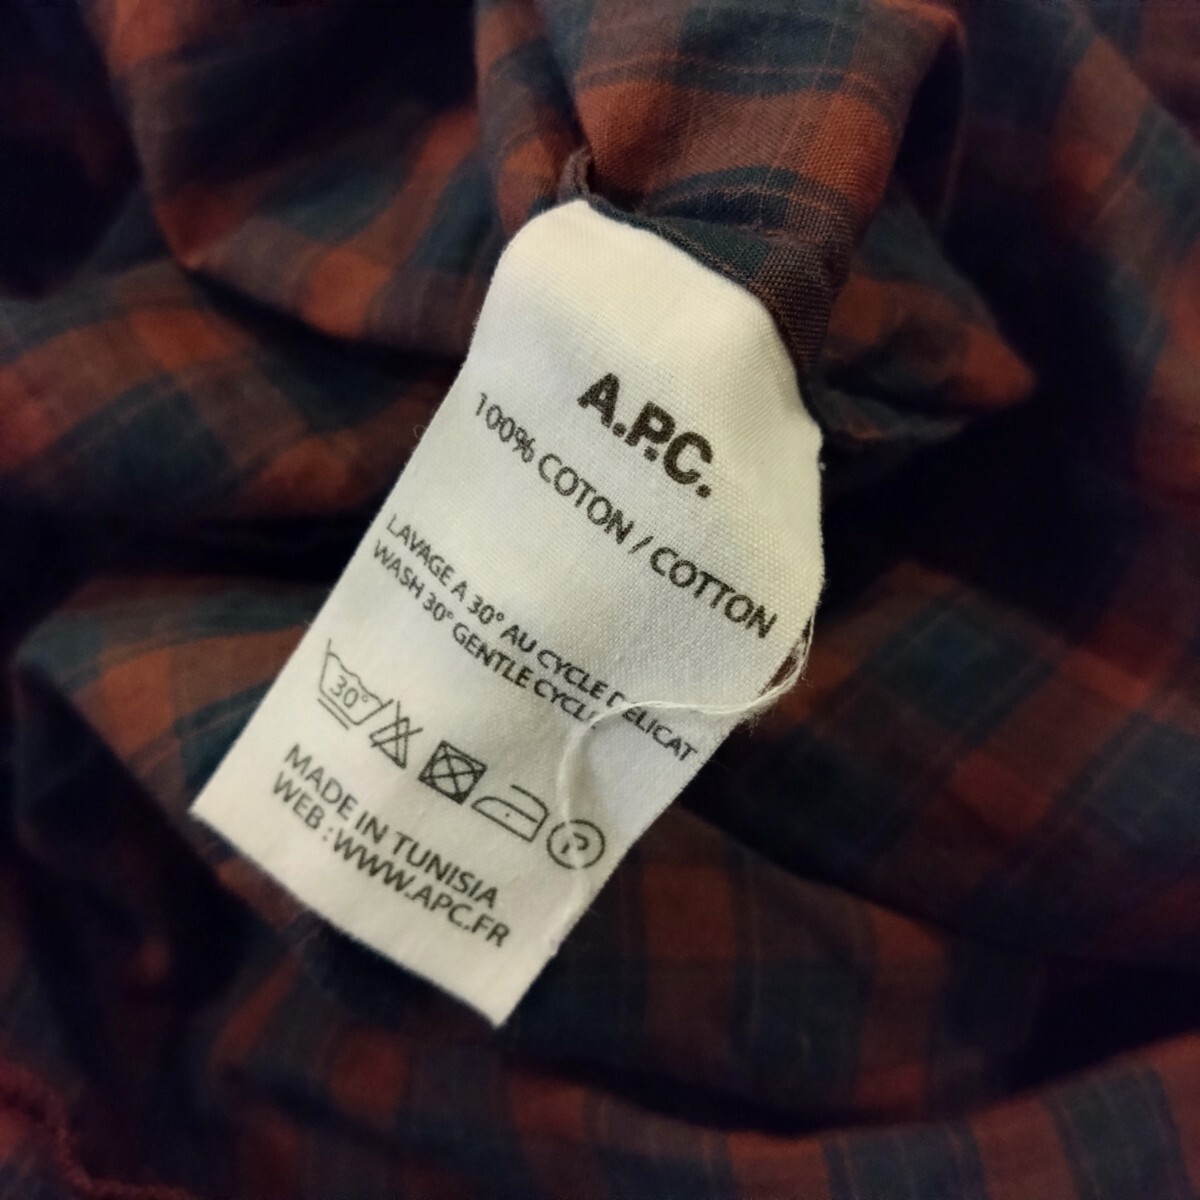 A.P.C.
100% COTON / COTTON
LAVAGE A 30° AU CYCLE DELICAT
WASH 30° GENTLE CYCLE
30°
P
MADE IN TUNISIA
WEB : WWW.APC.FR